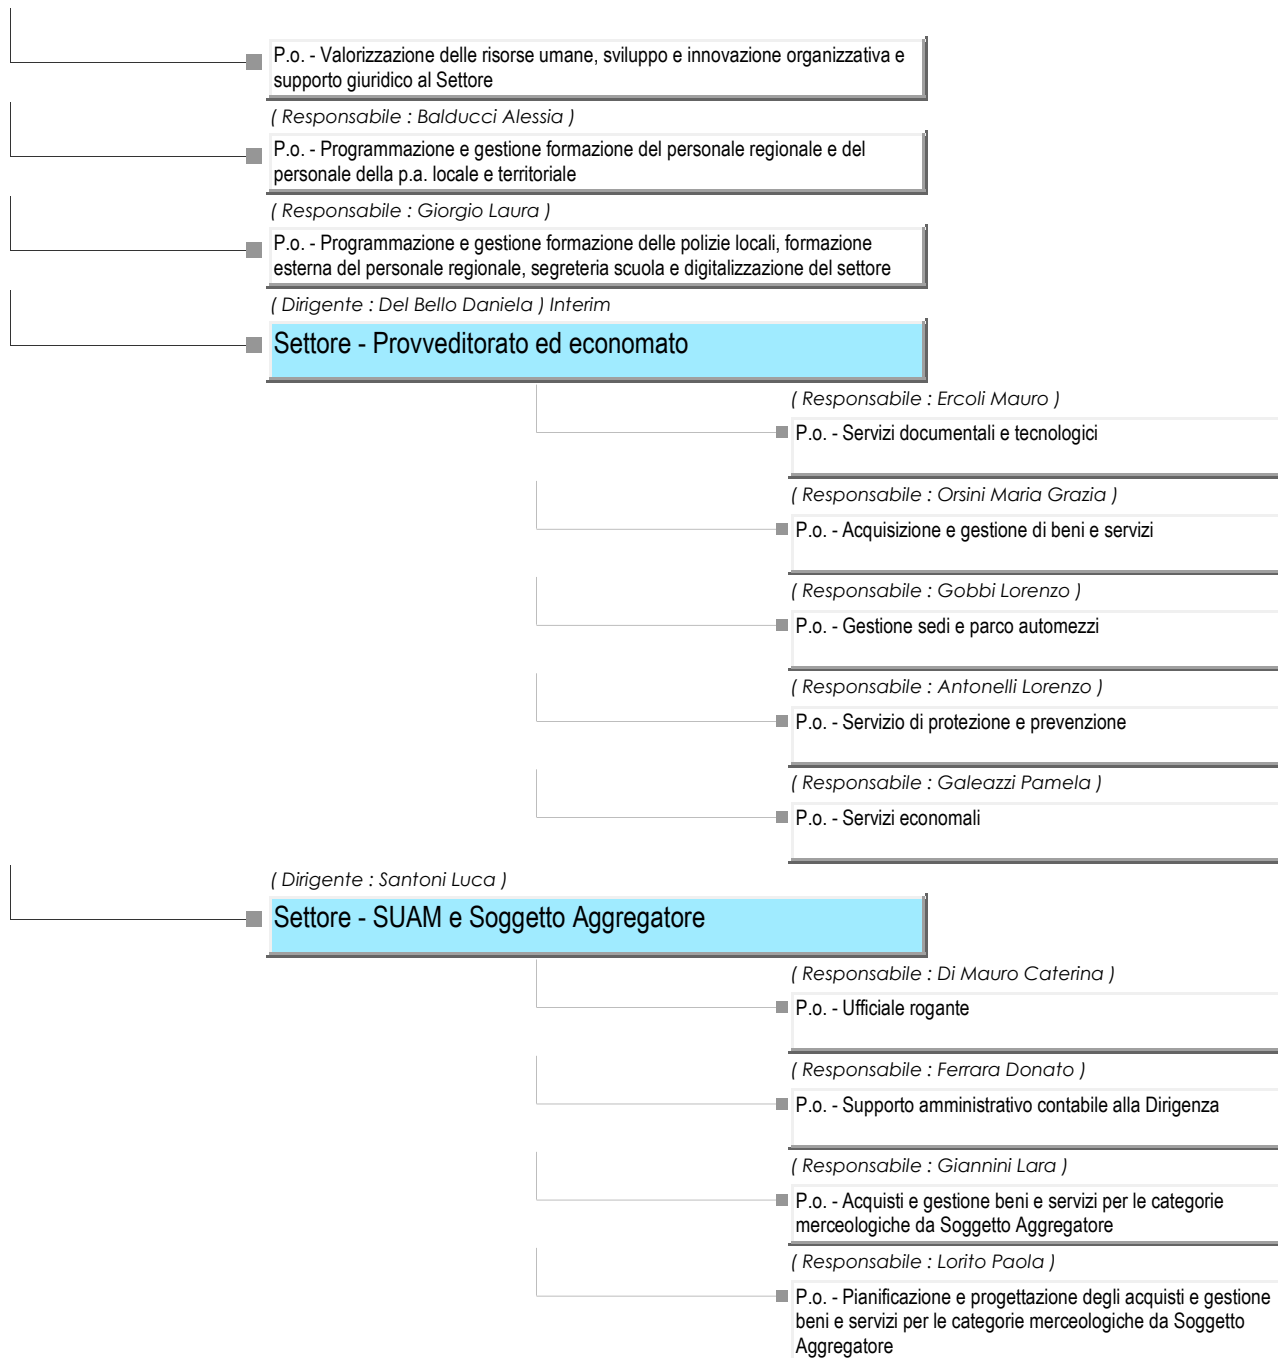 P.o. - Valorizzazione delle risorse umane, sviluppo e innovazione organizzativa e
supporto giuridico al Settore
( Responsabile : Balducci Alessia )
P.o. - Programmazione e gestione formazione del personale regionale e del
personale della p.a. locale e territoriale
( Responsabile : Giorgio Laura )
P.o. - Programmazione e gestione formazione delle polizie locali, formazione
esterna del personale regionale, segreteria scuola e digitalizzazione del settore
( Dirigente : Del Bello Daniela ) Interim
Settore - Provveditorato ed economato
( Responsabile : Ercoli Mauro )
P.o. - Servizi documentali e tecnologici
( Responsabile : Orsini Maria Grazia )
P.o. - Acquisizione e gestione di beni e servizi
( Responsabile : Gobbi Lorenzo )
P.o. - Gestione sedi e parco automezzi
( Responsabile : Antonelli Lorenzo )
P.o. - Servizio di protezione e prevenzione
( Responsabile : Galeazzi Pamela )
P.o. - Servizi economali
( Dirigente : Santoni Luca )
Settore - SUAM e Soggetto Aggregatore
( Responsabile : Di Mauro Caterina )
P.o. - Ufficiale rogante
( Responsabile : Ferrara Donato )
P.o. - Supporto amministrativo contabile alla Dirigenza
( Responsabile : Giannini Lara )
P.o. - Acquisti e gestione beni e servizi per le categorie
merceologiche da Soggetto Aggregatore
( Responsabile : Lorito Paola )
P.o. - Pianificazione e progettazione degli acquisti e gestione
beni e servizi per le categorie merceologiche da Soggetto
Aggregatore